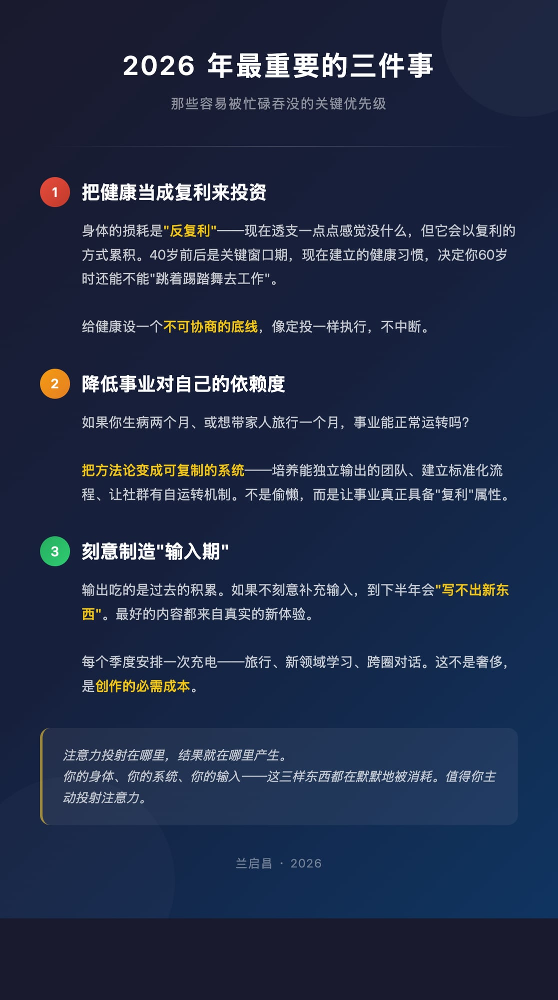 2026 年最重要的三件事
那些容易被忙碌吞没的关键优先级
1 把健康当成复利来投资
身体的损耗是"反复利"——现在透支一点点感觉没什么，但它会以复利的
方式累积。40岁前后是关键窗口期，现在建立的健康习惯，决定你60岁
时还能不能"跳着踢踏舞去工作"。
给健康设一个不可协商的底线，像定投一样执行，不中断。
2 降低事业对自己的依赖度
如果你生病两个月、或想带家人旅行一个月，事业能正常运转吗？
把方法论变成可复制的系统——培养能独立输出的团队、建立标准化流
程、让社群有自运转机制。不是偷懒，而是让事业真正具备"复利"属性。
3 刻意制造"输入期"
输出吃的是过去的积累。如果不刻意补充输入，到下半年会"写不出新东
西"。最好的内容都来自真实的新体验。
每个季度安排一次充电——旅行、新领域学习、跨圈对话。这不是奢侈，
是创作的必需成本。
注意力投射在哪里，结果就在哪里产生。
你的身体、你的系统、你的输入——这三样东西都在默默地被消耗。值得你主
动投射注意力。
兰启昌 · 2026